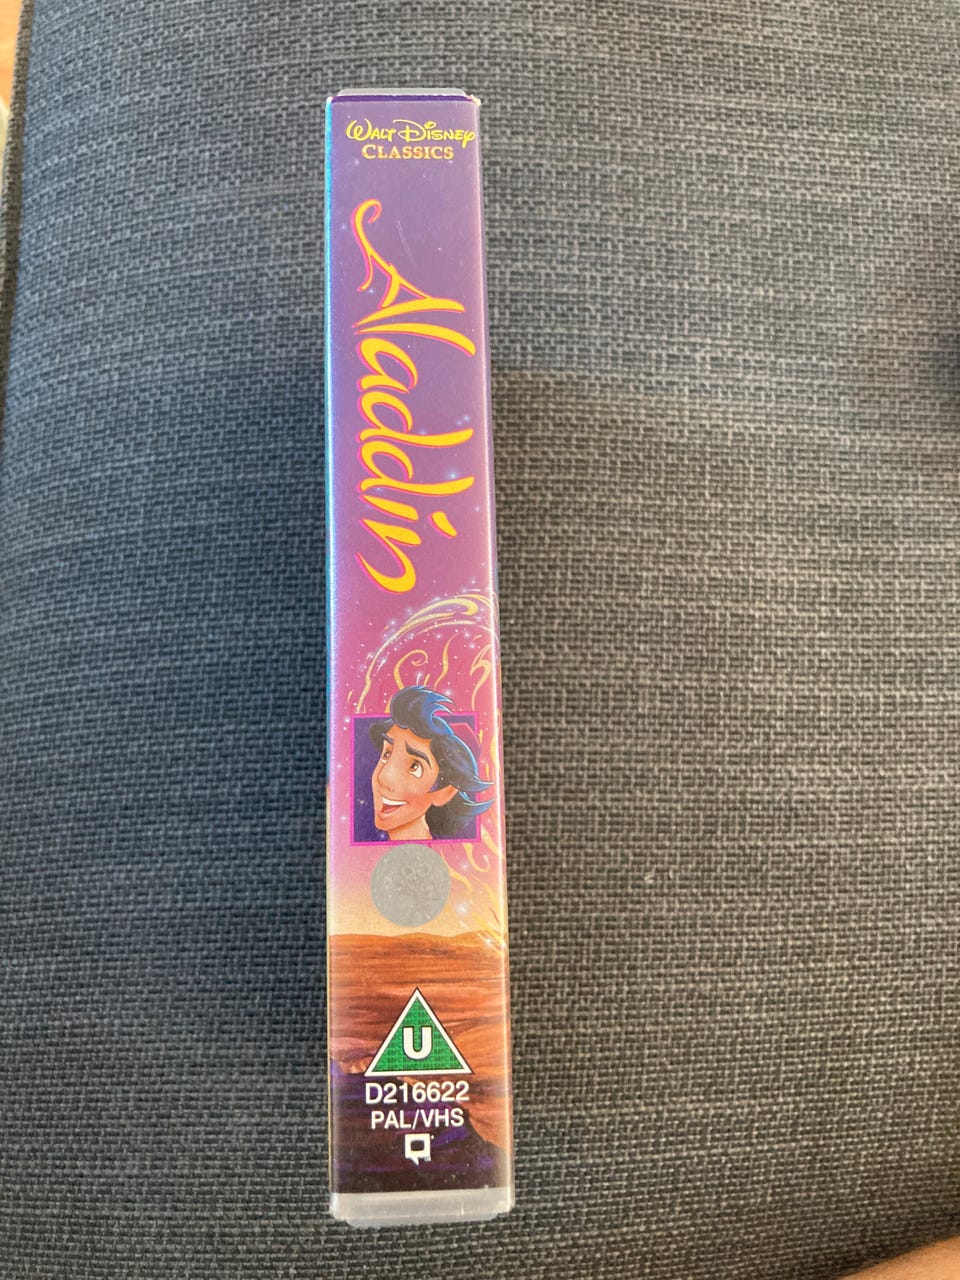 WALT DISNEY
CLASSICS
Aladdin
U
D216622
PAL/VHS